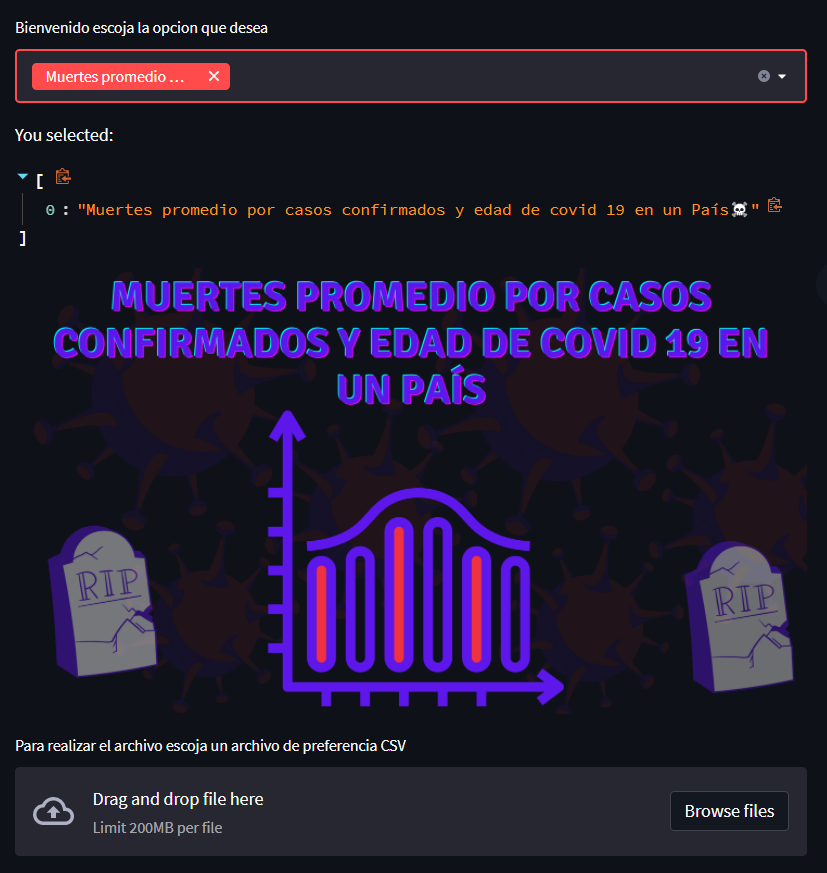 Bienvenido escoja la opcion que desea
Muertes promedio ...
You selected:
[
0 : "Muertes promedio por casos confirmados y edad de covid 19 en un País☠️"
]
MUERTES PROMEDIO POR CASOS
CONFIRMADOS Y EDAD DE COVID 19 EN
UN PAÍS
RIP
RIP
Para realizar el archivo escoja un archivo de preferencia CSV
Drag and drop file here
Limit 200MB per file
Browse files